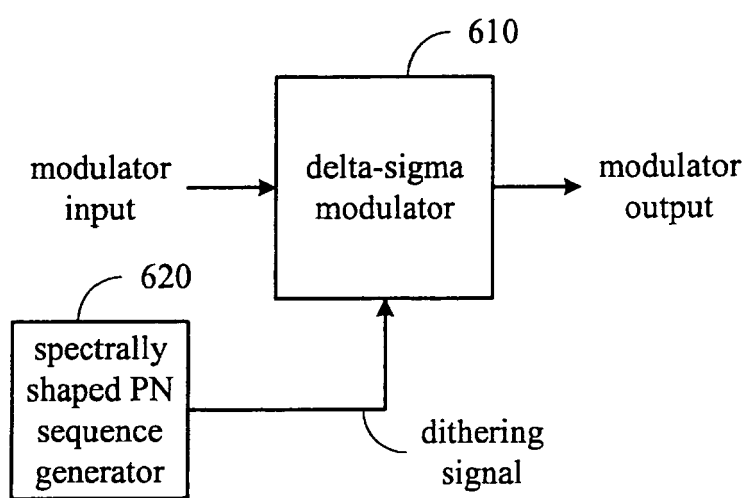 610
modulator
input
delta-sigma
modulator
modulator
output
620
spectrally
shaped PN
sequence
generator
dithering
signal